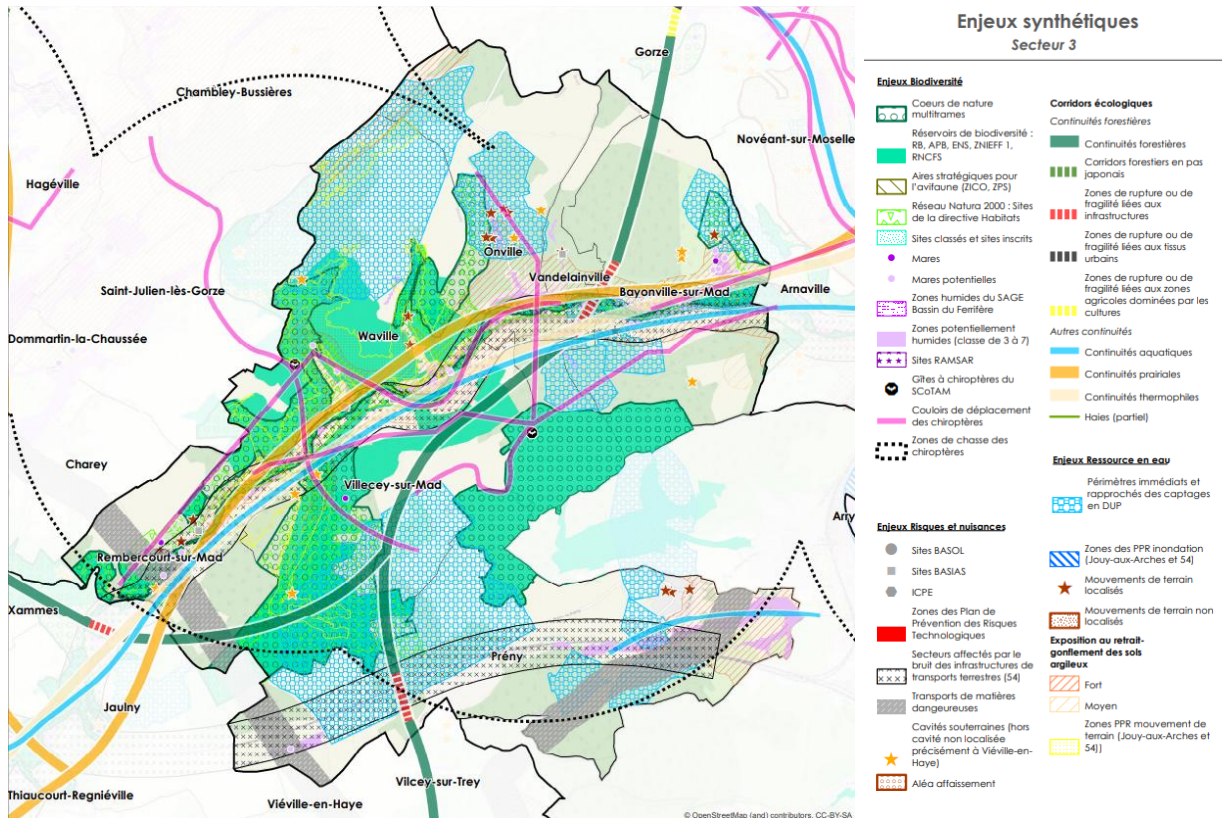 Gorze
Chambley-Bussières
Novéant-sur-Moselle
Hagéville
Onville
Vandelainville
Saint-Julien-lès-Gorze
Bayonville-sur-Mad
Arnaville
Dommartin-la-Chaussée
Waville
Charey
Villecey-sur-Mad
Arry
Rembercourt-sur-Mad
Xammes
Prény
Jaulny
Vilcey-sur-Trey
Thiaucourt-Regniéville
Viéville-en-Haye
© OpenStreetMap (and) contributors, CC-BY-SA
Enjeux synthétiques
Secteur 3
Enjeux Biodiversité
Coeurs de nature
multitrames
Réservoirs de biodiversité :
RB, APB, ENS, ZNIEFF 1,
RNCFS
Aires stratégiques pour
l'avifaune (ZICO, ZPS)
Réseau Natura 2000 : Sites
de la directive Habitats
Sites classés et sites inscrits
Mares
Mares potentielles
Zones humides du SAGE
Bassin du Ferrifère
Zones potentiellement
humides (classe de 3 à 7)
Sites RAMSAR
Gîtes à chiroptères du
SCoTAM
Couloirs de déplacement
des chiroptères
Zones de chasse des
chiroptères
Corridors écologiques
Continuités forestières
Continuités forestières
Corridors forestiers en pas
japonais
Zones de rupture ou de
fragilité liées aux
infrastructures
Zones de rupture ou de
fragilité liées aux tissus
urbains
Zones de rupture ou de
fragilité liées aux zones
agricoles dominées par les
cultures
Autres continuités
Continuités aquatiques
Continuités prairiales
Continuités thermophiles
Haies (partiel)
Enjeux Ressource en eau
Périmètres immédiats et
rapprochés des captages
en DUP
Enjeux Risques et nuisances
Sites BASOL
Sites BASIAS
ICPE
Zones des Plan de
Prévention des Risques
Technologiques
Secteurs affectés par le
bruit des infrastructures de
transports terrestres (54)
Transports de matières
dangeureuses
Cavités souterraines (hors
cavité non localisée
précisément à Viéville-en-
Haye)
Aléa affaissement
Zones des PPR inondation
(Jouy-aux-Arches et 54)
Mouvements de terrain
localisés
Mouvements de terrain non
localisés
Exposition au retrait-
gonflement des sols
argileux
Fort
Moyen
Zones PPR mouvement de
terrain (Jouy-aux-Arches et
54)]